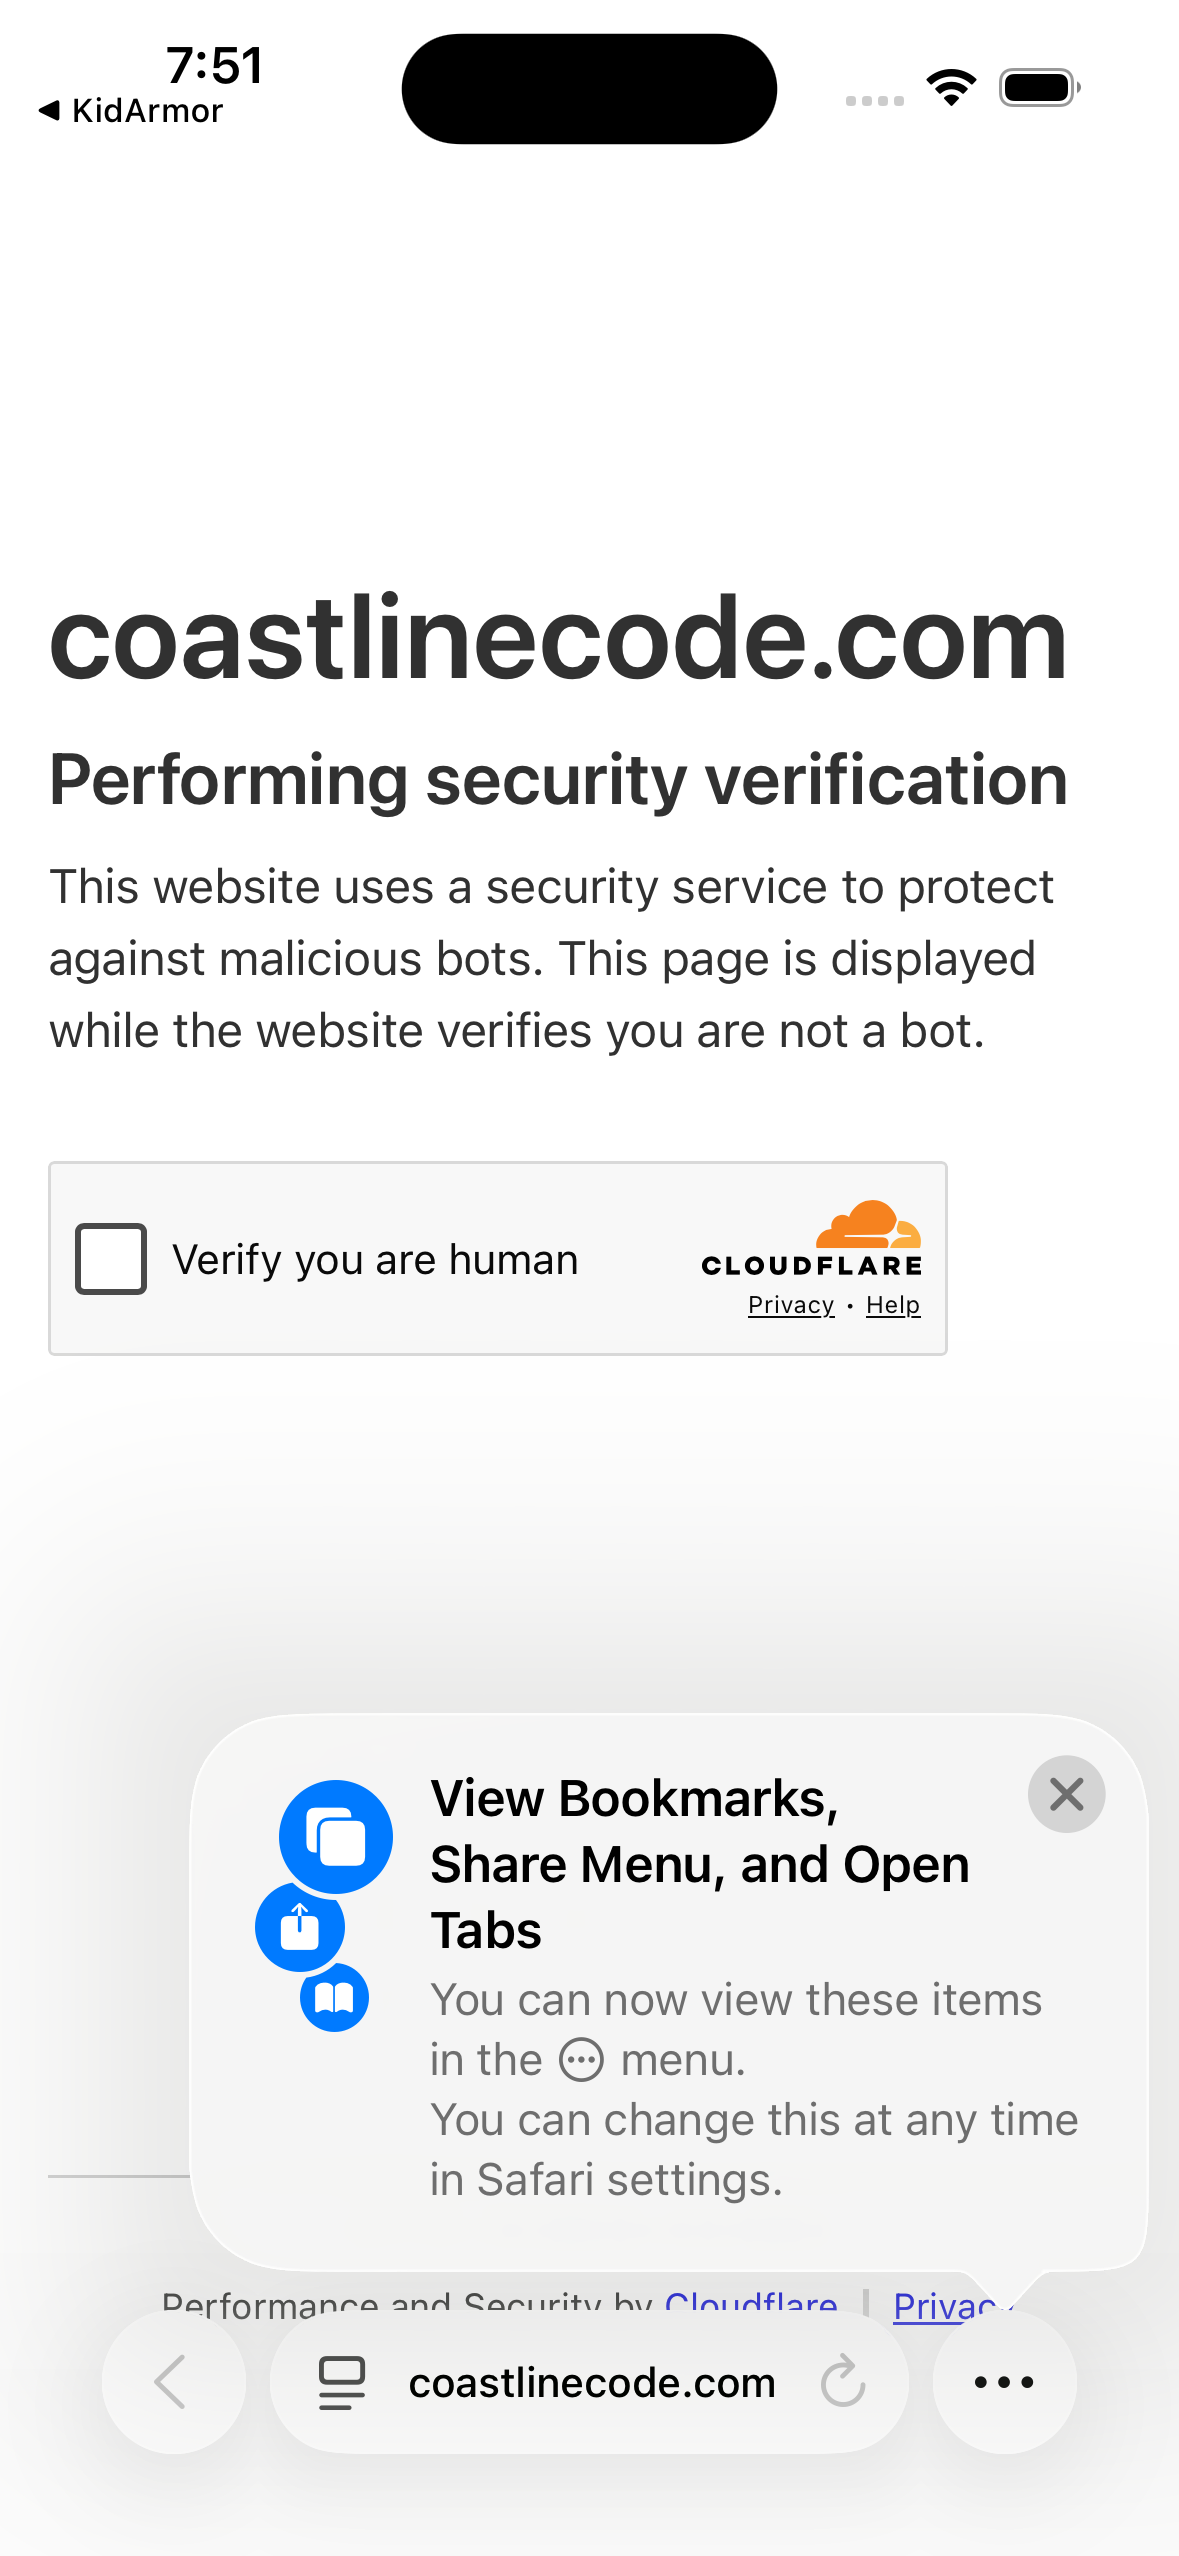 7:51
◀ KidArmor
coastlinecode.com
Performing security verification
This website uses a security service to protect
against malicious bots. This page is displayed
while the website verifies you are not a bot.
Verify you are human
CLOUDFLARE
Privacy • Help
View Bookmarks,
Share Menu, and Open
Tabs
You can now view these items
in the ••• menu.
You can change this at any time
in Safari settings.
Performance and Security by Cloudflare | Privacy
coastlinecode.com